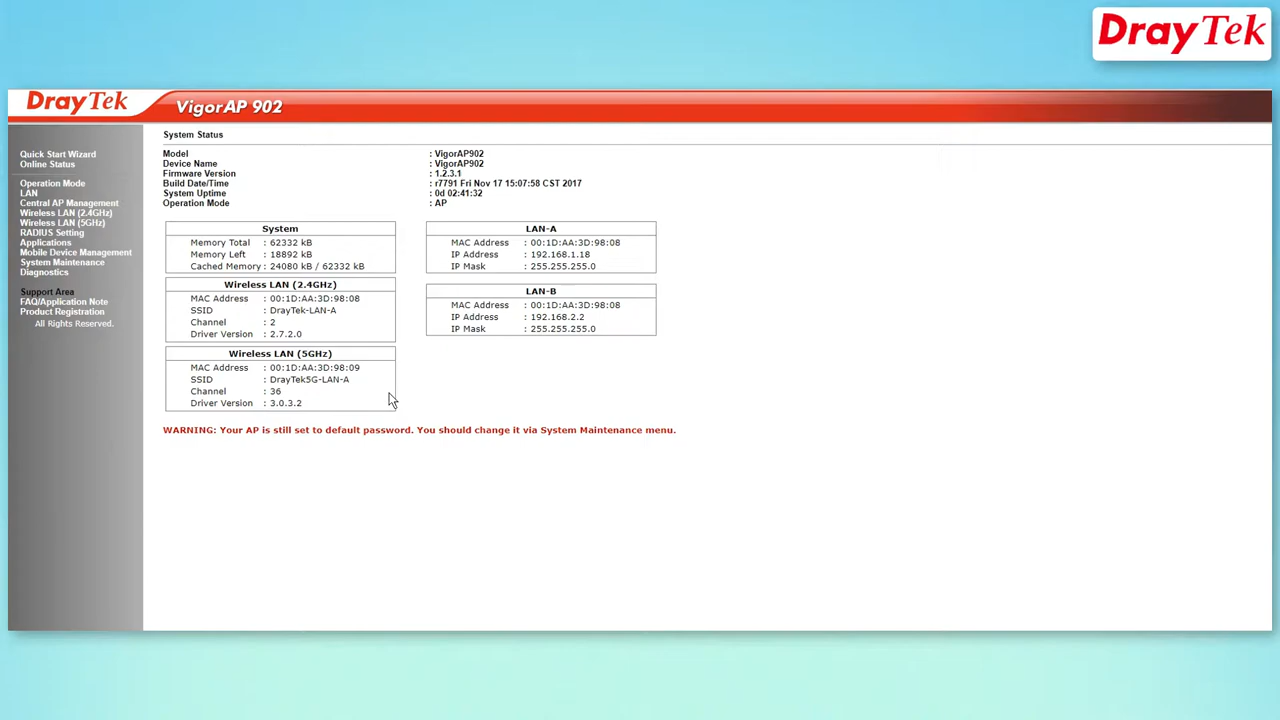 DrayTek
DrayTek VigorAP 902
Quick Start Wizard
Online Status
Operation Mode
LAN
Central AP Management
Wireless LAN (2.4GHz)
Wireless LAN (5GHz)
RADIUS Setting
Applications
Mobile Device Management
System Maintenance
Diagnostics
Support Area
FAQ/Application Note
Product Registration
All Rights Reserved.
System Status
Model : VigorAP902
Device Name : VigorAP902
Firmware Version : 1.2.3.1
Build Date/Time : r7791 Fri Nov 17 15:07:58 CST 2017
System Uptime : 0d 02:41:32
Operation Mode : AP
System
Memory Total : 62332 kB
Memory Left : 18892 kB
Cached Memory : 24080 kB / 62332 kB
Wireless LAN (2.4GHz)
MAC Address : 00:1D:AA:3D:98:08
SSID : DrayTek-LAN-A
Channel : 2
Driver Version : 2.7.2.0
Wireless LAN (5GHz)
MAC Address : 00:1D:AA:3D:98:09
SSID : DrayTek5G-LAN-A
Channel : 36
Driver Version : 3.0.3.2
LAN-A
MAC Address : 00:1D:AA:3D:98:08
IP Address : 192.168.1.18
IP Mask : 255.255.255.0
LAN-B
MAC Address : 00:1D:AA:3D:98:08
IP Address : 192.168.2.2
IP Mask : 255.255.255.0
WARNING: Your AP is still set to default password. You should change it via System Maintenance menu.